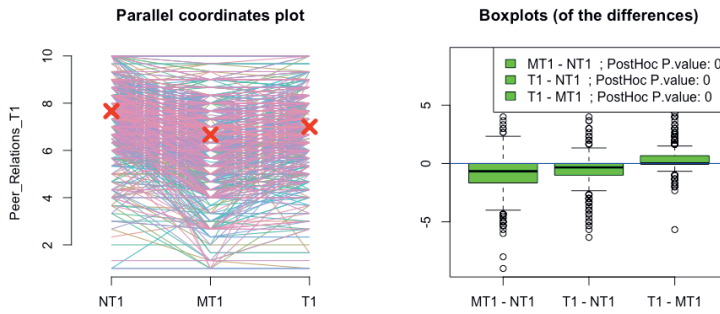 Parallel coordinates plot
Peer_Relations_T1
10
8
6
4
2
NT1 MT1 T1
Boxplots (of the differences)
MT1 - NT1 ; PostHoc P.value: 0
T1 - NT1 ; PostHoc P.value: 0
T1 - MT1 ; PostHoc P.value: 0
5
0
-5
MT1 - NT1 T1 - NT1 T1 - MT1